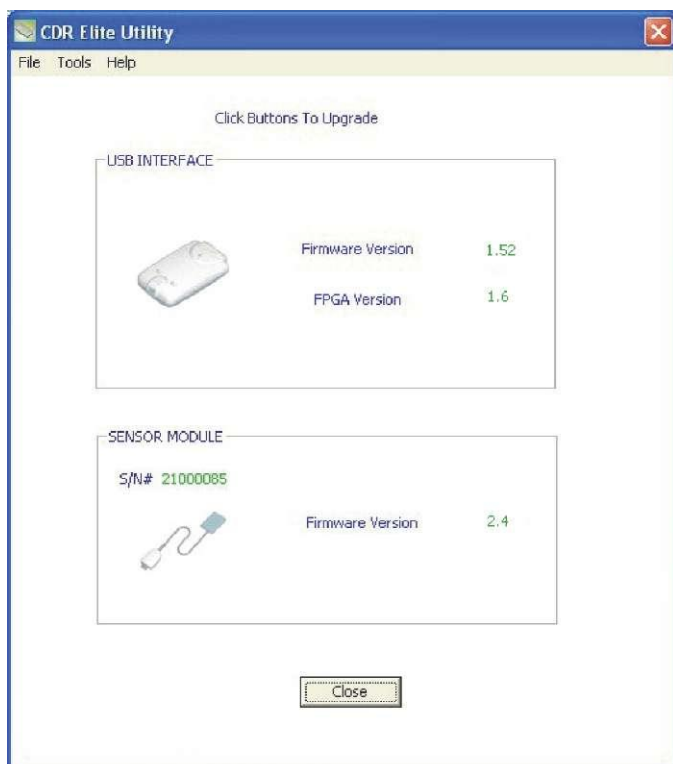 CDR Elite Utility
File Tools Help
Click Buttons To Upgrade
USB INTERFACE
Firmware Version 1.52
FPGA Version 1.6
SENSOR MODULE
S/N# 21000085
Firmware Version 2.4
Close